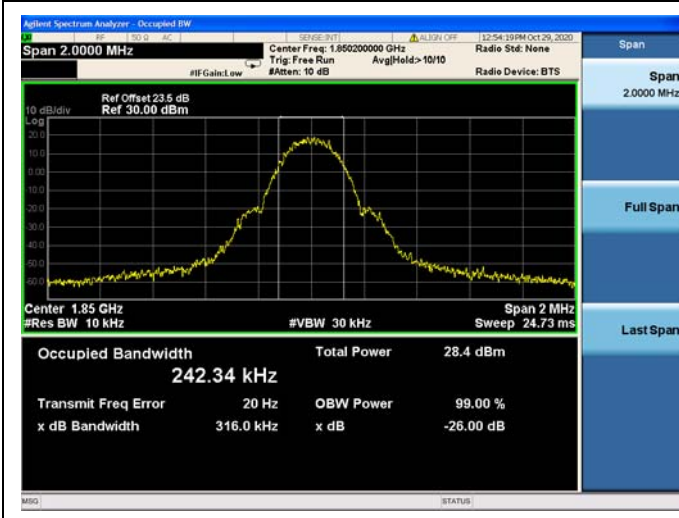 Agilent Spectrum Analyzer - Occupied BW
RF 50 Ω AC SENSE:INT ALIGN OFF 12:54:19PM Oct 29, 2020
Span 2.0000 MHz
Center Freq: 1.850200000 GHz Radio Std: None
Trig: Free Run Avg|Hold:> 10/10
#IFGain:Low #Atten: 10 dB Radio Device: BTS
Ref Offset 23.5 dB
10 dB/div Ref 30.00 dBm
Log
20.0
10.0
0.00
-10.0
-20.0
-30.0
-40.0
-50.0
-60.0
Center 1.85 GHz Span 2 MHz
#Res BW 10 kHz #VBW 30 kHz Sweep 24.73 ms
Occupied Bandwidth Total Power 28.4 dBm
242.34 kHz
Transmit Freq Error 20 Hz OBW Power 99.00 %
x dB Bandwidth 316.0 kHz x dB -26.00 dB
MSG STATUS
Span
Span
2.0000 MHz
Full Span
Last Span